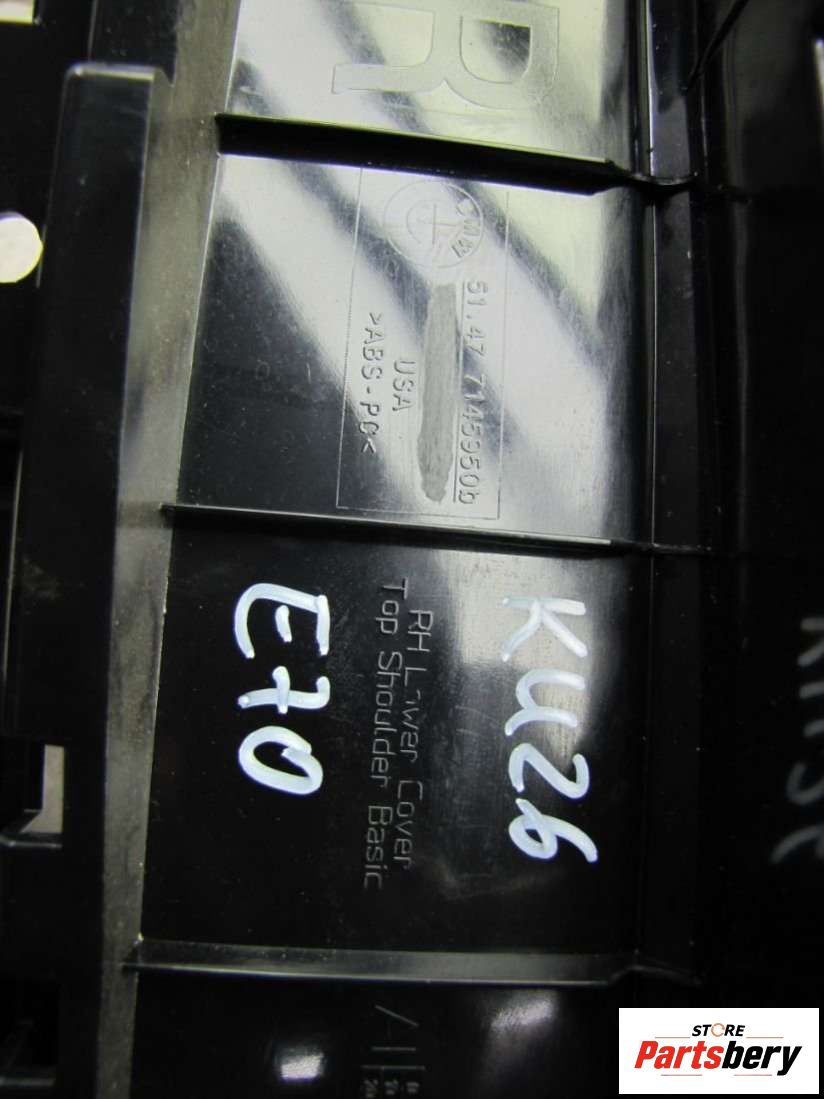 R
BMW
51.47 7145950b
USA
>ABS-PC<
KU26
E70
RH Lower Cover
Top Shoulder Basic
STORE
Partsbery